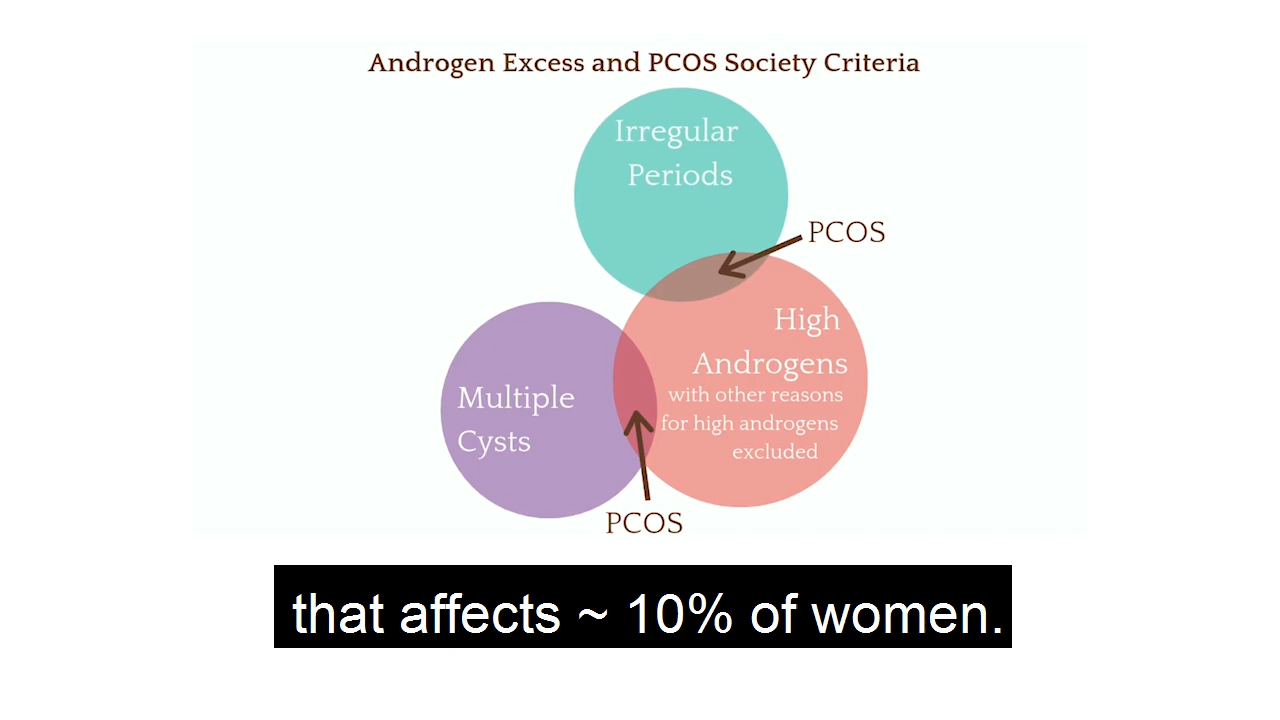 Androgen Excess and PCOS Society Criteria
Irregular
Periods
PCOS
High
Androgens
with other reasons
for high androgens
excluded
Multiple
Cysts
PCOS
that affects ~ 10% of women.